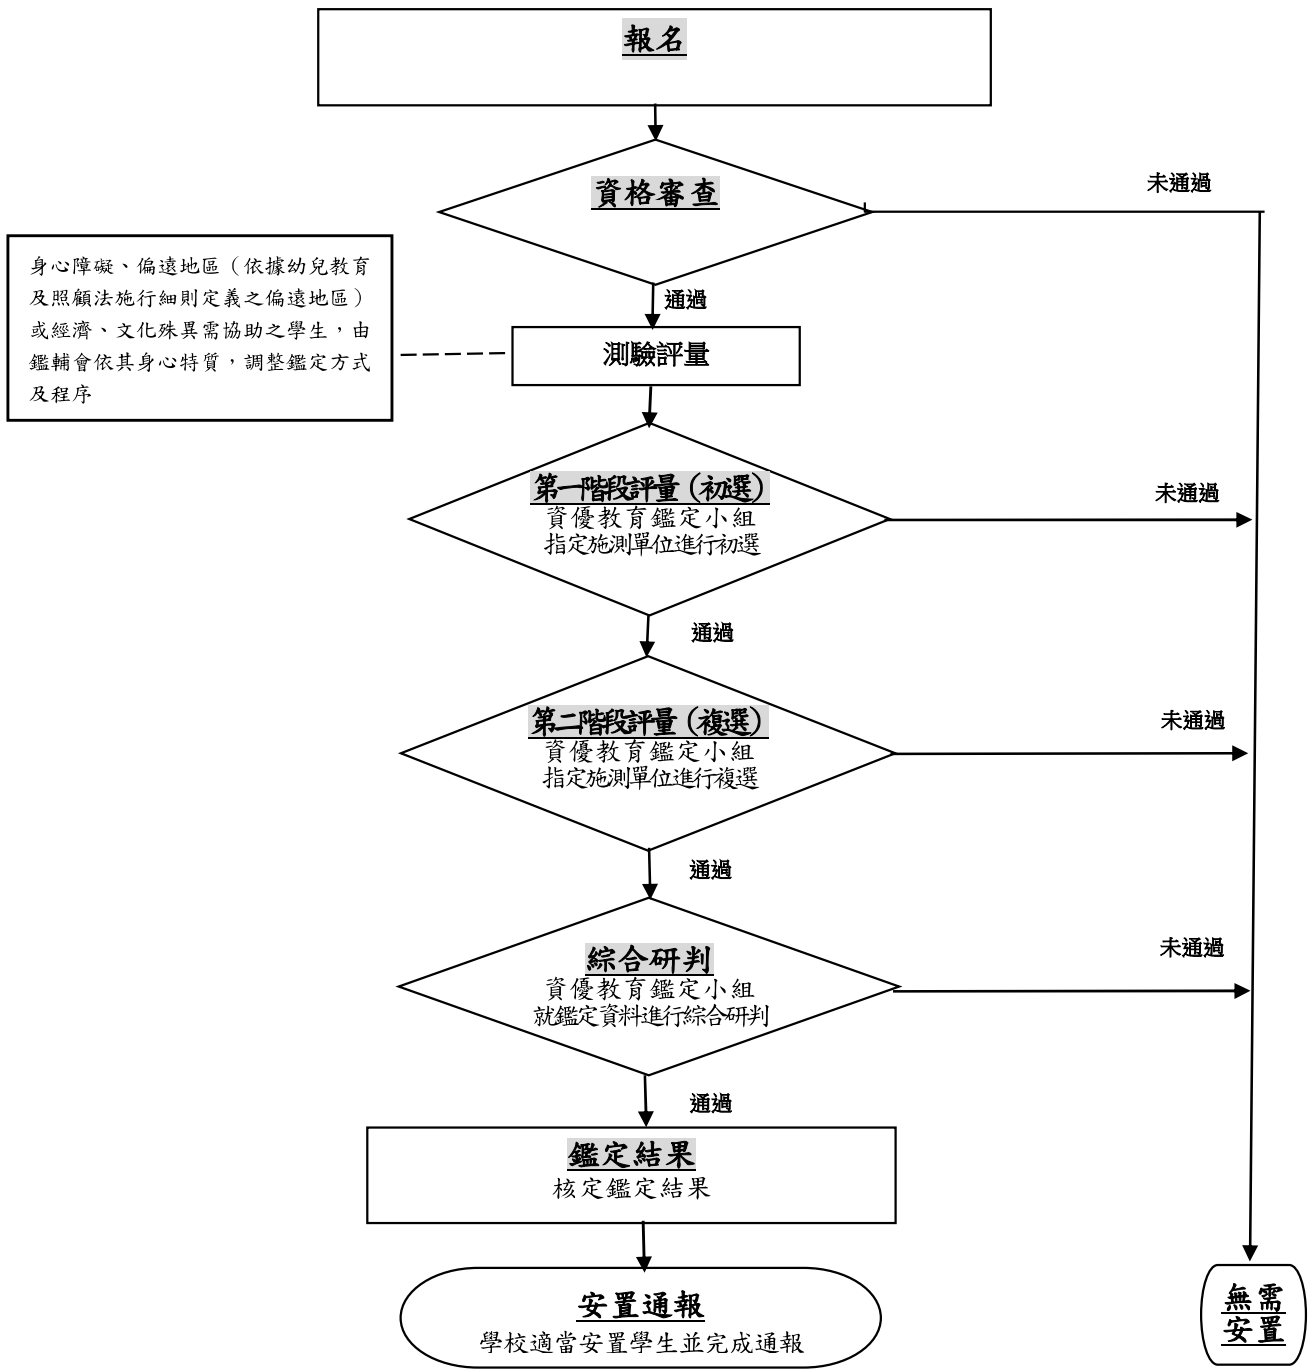 報名
資格審查
未通過
身心障礙、偏遠地區（依據幼兒教育
及照顧法施行細則定義之偏遠地區）
或經濟、文化殊異需協助之學生，由
鑑輔會依其身心特質，調整鑑定方式
及程序
通過
測驗評量
第一階段評量(初選)
資優教育鑑定小組
指定施測單位進行初選
未通過
通過
第二階段評量(複選)
資優教育鑑定小組
指定施測單位進行複選
未通過
通過
綜合研判
資優教育鑑定小組
就鑑定資料進行綜合研判
未通過
通過
鑑定結果
核定鑑定結果
安置通報
學校適當安置學生並完成通報
無需
安置